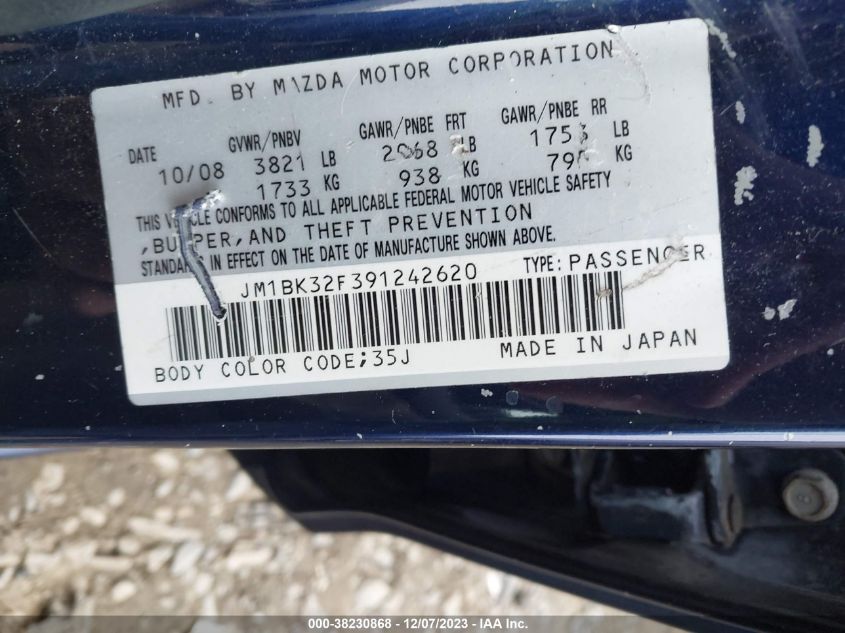 MFD. BY MAZDA MOTOR CORPORATION
DATE GVWR/PNBV GAWR/PNBE FRT GAWR/PNBE RR
10/08 3821 LB LB LB
1733 KG 938 KG KG
THIS VEHICLE CONFORMS TO ALL APPLICABLE FEDERAL MOTOR VEHICLE SAFETY
,BUMPER,AND THEFT PREVENTION
STANDARDS IN EFFECT ON THE DATE OF MANUFACTURE SHOWN ABOVE.
JM1BK32F391242620 TYPE:PASSENGER
BODY COLOR CODE;35J MADE IN JAPAN
000-38230868 - 12/07/2023 - IAA Inc.